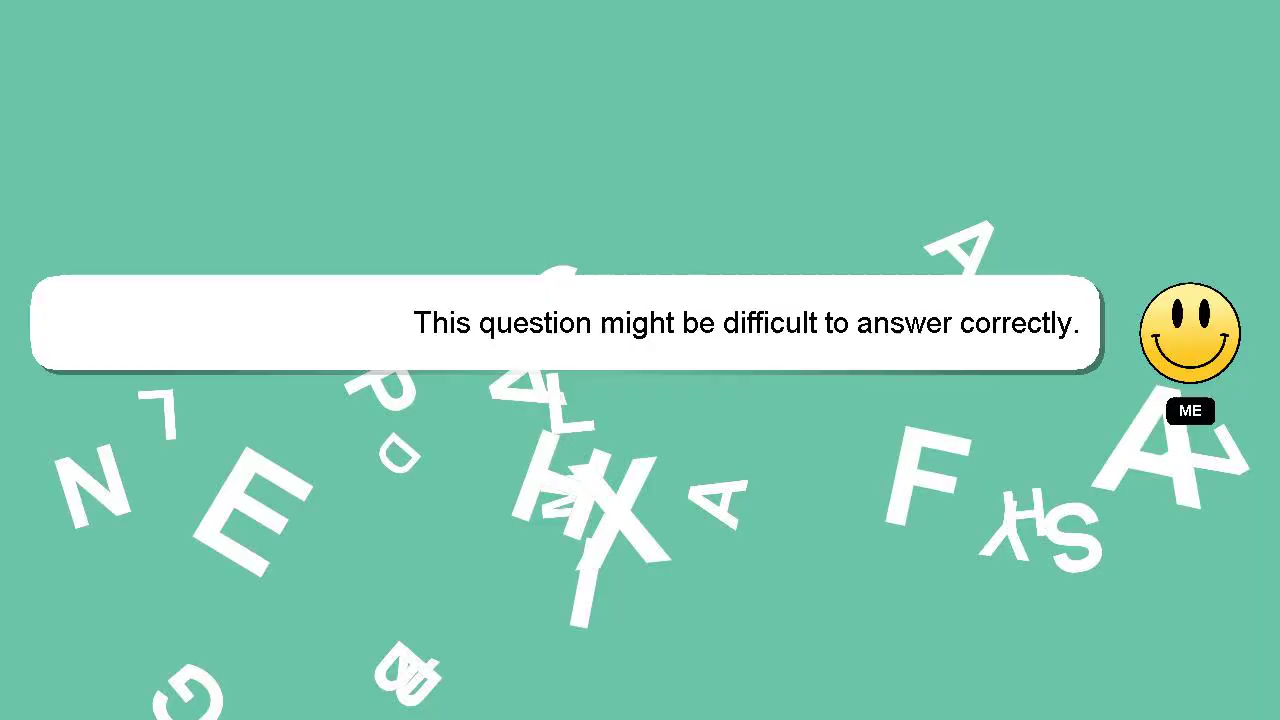 This question might be difficult to answer correctly.
ME
A
L
P
N
E
D
H
X
A
F
H
S
A
G